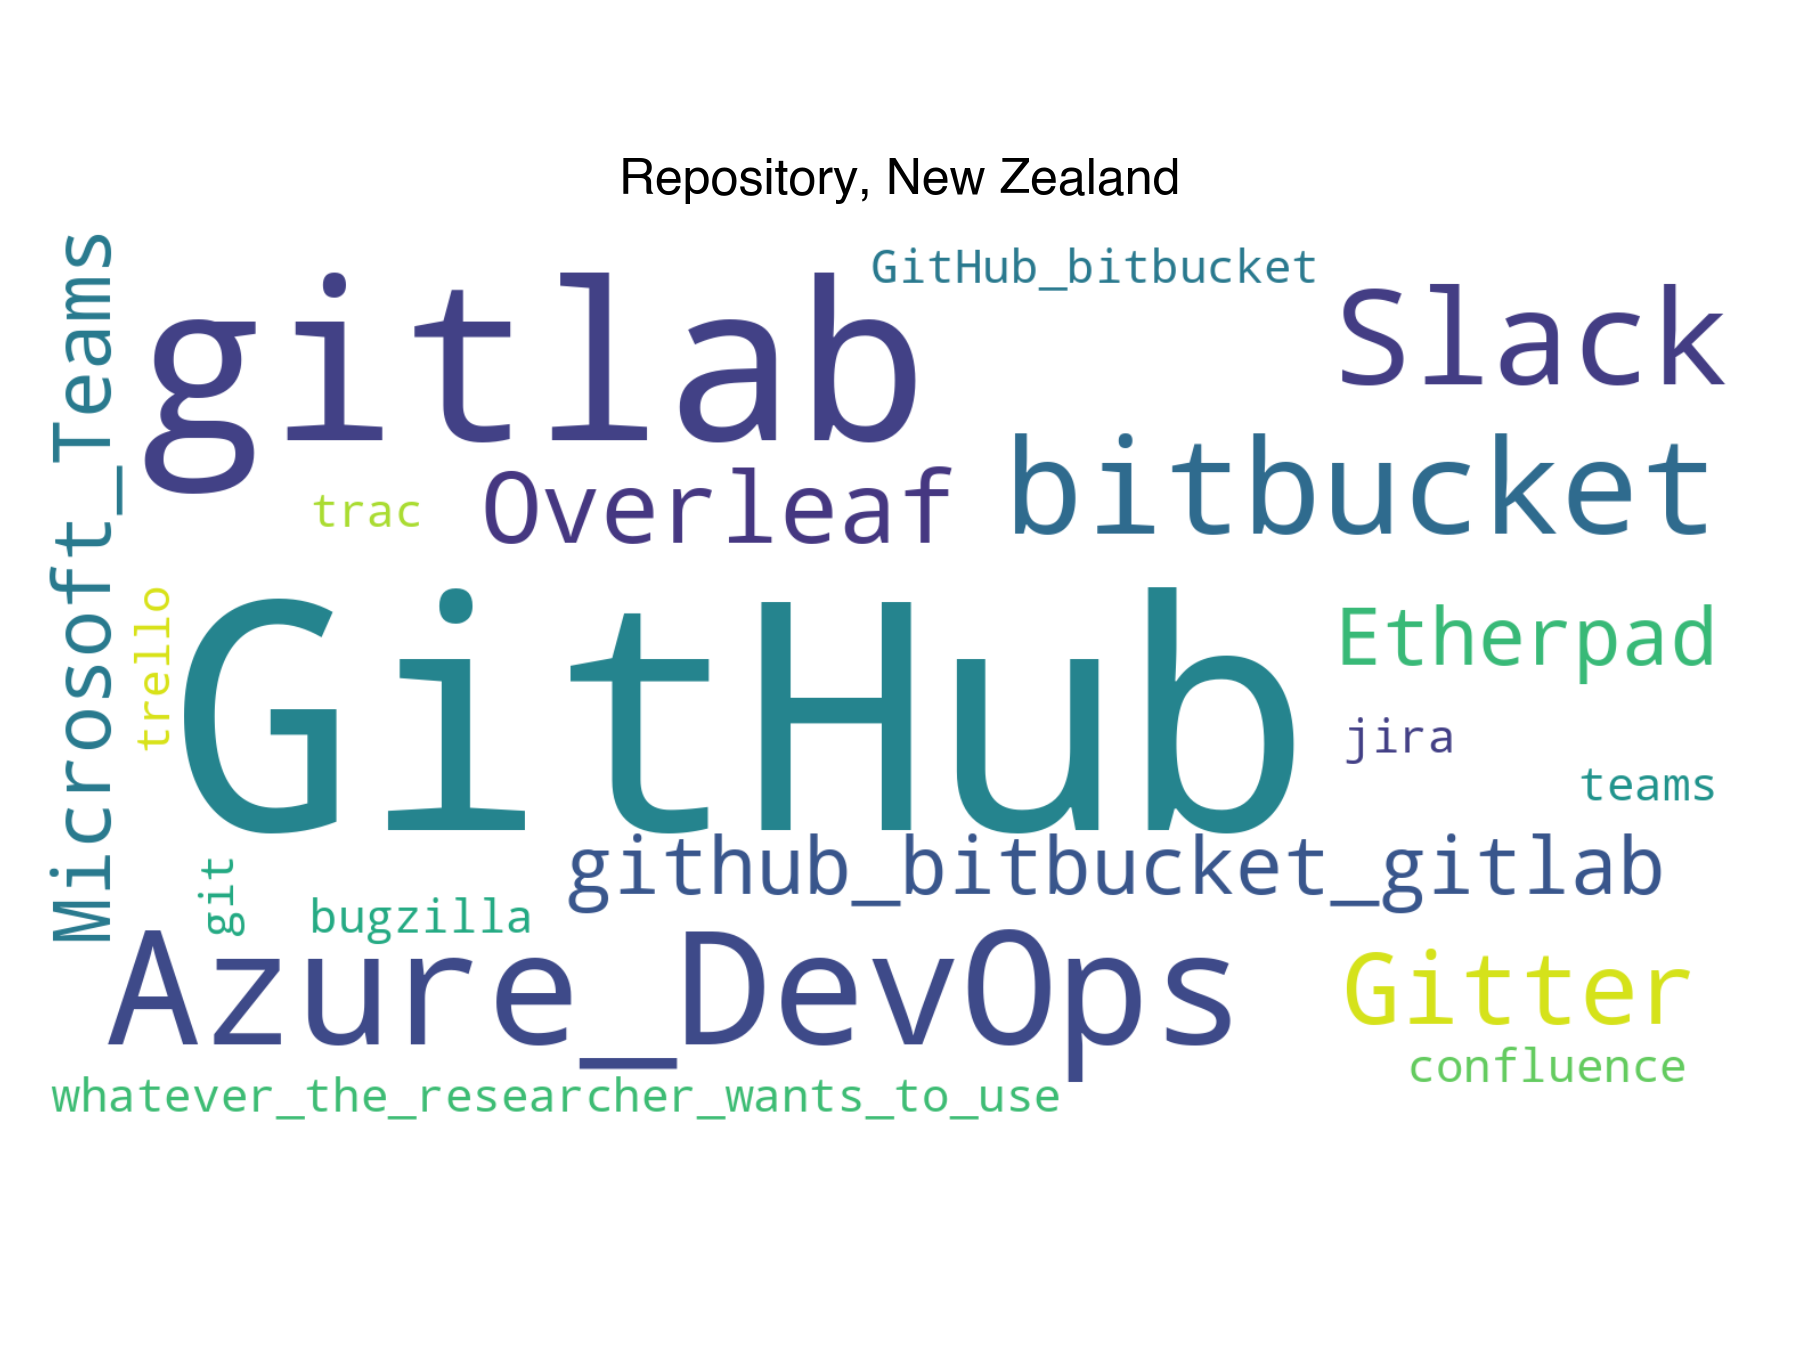 Repository, New Zealand
Microsoft_Teams
gitlab
GitHub_bitbucket
Slack
trac
Overleaf
bitbucket
trello
GitHub
Etherpad
jira
teams
git
bugzilla
github_bitbucket_gitlab
Azure_DevOps
Gitter
confluence
whatever_the_researcher_wants_to_use